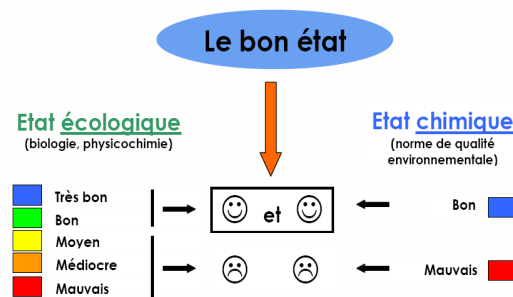 Le bon état
Etat écologique
(biologie, physicochimie)
Très bon
Bon
Moyen
Médiocre
Mauvais
et
Etat chimique
(norme de qualité
environnementale)
Bon
Mauvais